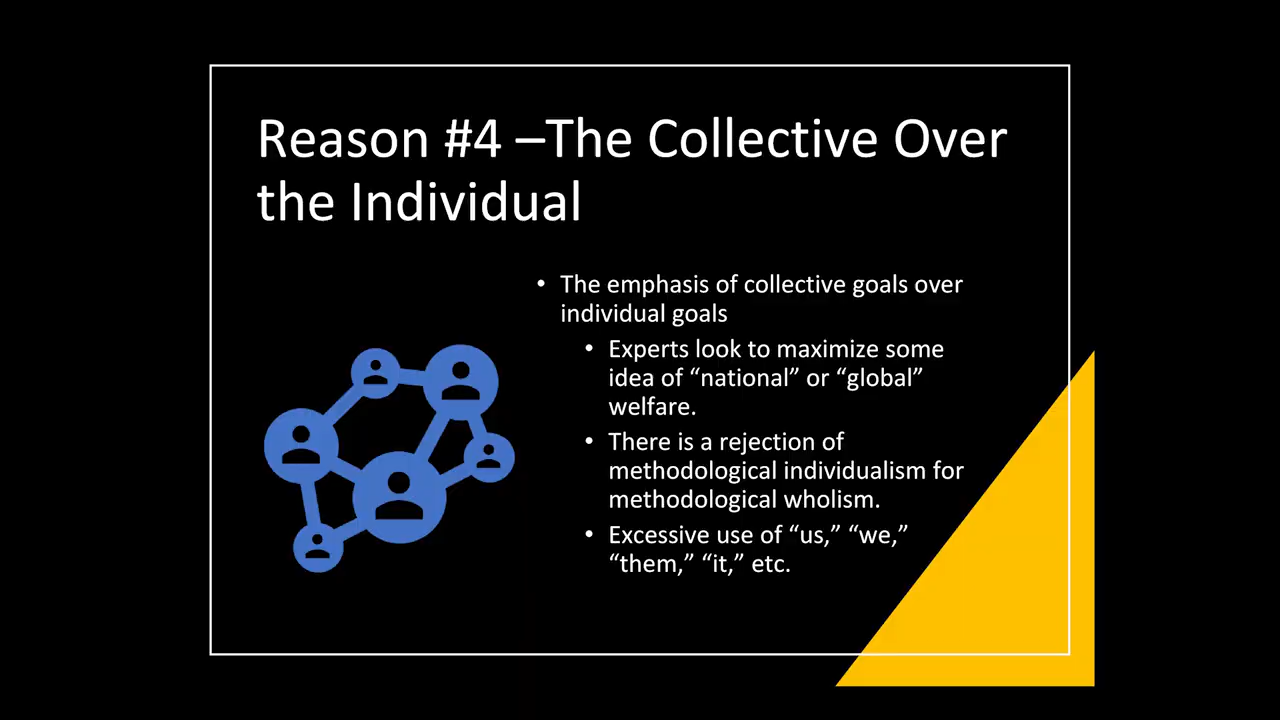 Reason #4 –The Collective Over
the Individual
• The emphasis of collective goals over
individual goals
• Experts look to maximize some
idea of “national” or “global”
welfare.
• There is a rejection of
methodological individualism for
methodological wholism.
• Excessive use of “us,” “we,”
“them,” “it,” etc.